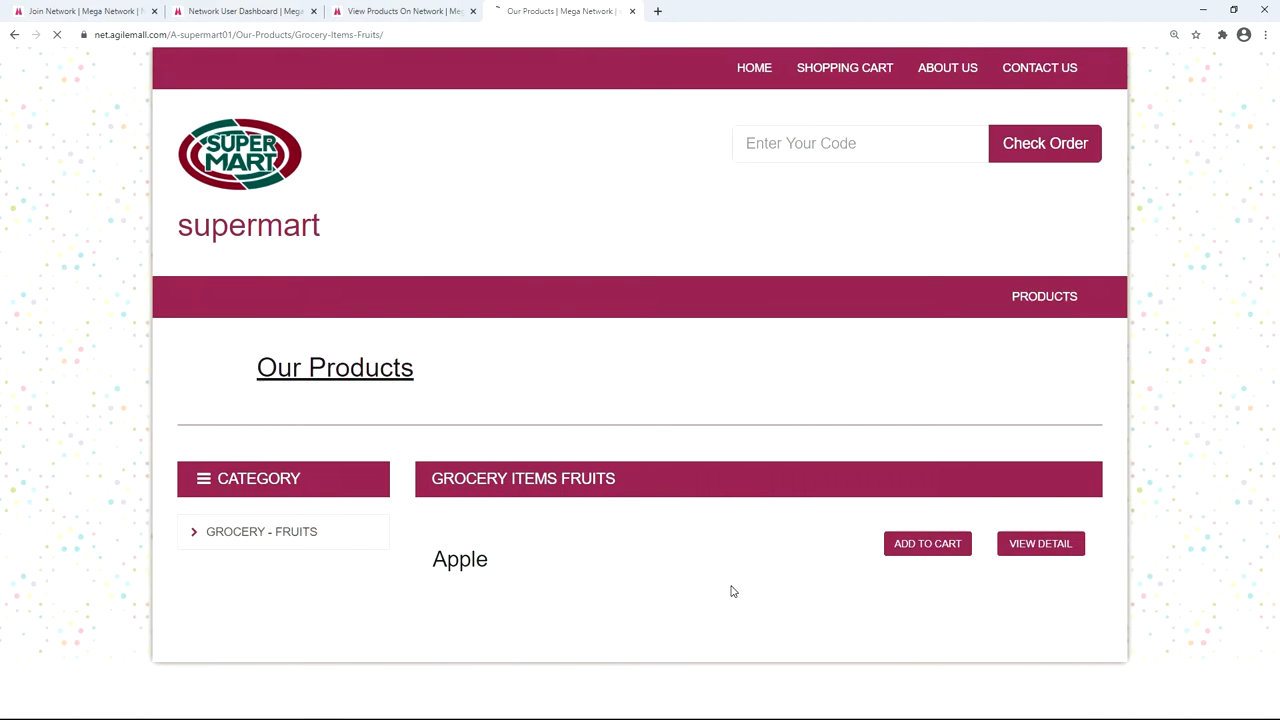 Join Network | Mega Network | M
Network User Dashboard | Mega
View Products On Network | Me
Our Products | Mega Network |
net.agilemall.com/A-supermart01/Our-Products/Grocery-Items-Fruits/
HOME SHOPPING CART ABOUT US CONTACT US
SUPER
MART
Enter Your Code Check Order
supermart
PRODUCTS
Our Products
CATEGORY
GROCERY ITEMS FRUITS
GROCERY - FRUITS
Apple
ADD TO CART VIEW DETAIL